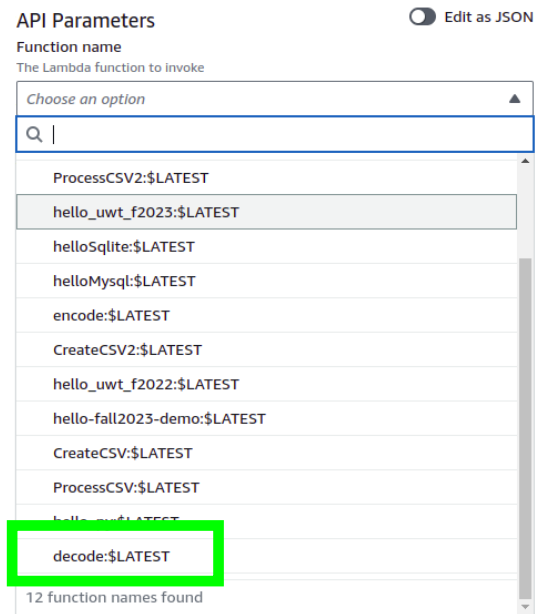 API Parameters
Edit as JSON
Function name
The Lambda function to invoke
Choose an option
ProcessCSV2:$LATEST
hello_uwt_f2023:$LATEST
helloSqlite:$LATEST
helloMysql:$LATEST
encode:$LATEST
CreateCSV2:$LATEST
hello_uwt_f2022:$LATEST
hello-fall2023-demo:$LATEST
CreateCSV:$LATEST
ProcessCSV:$LATEST
decode:$LATEST
12 function names found